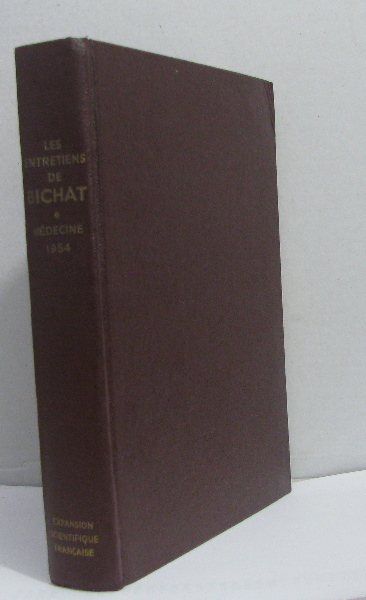 LES
ENTRETIENS
DE
BICHAT
MÉDECINE
1954
EXPANSION
SCIENTIFIQUE
FRANÇAISE